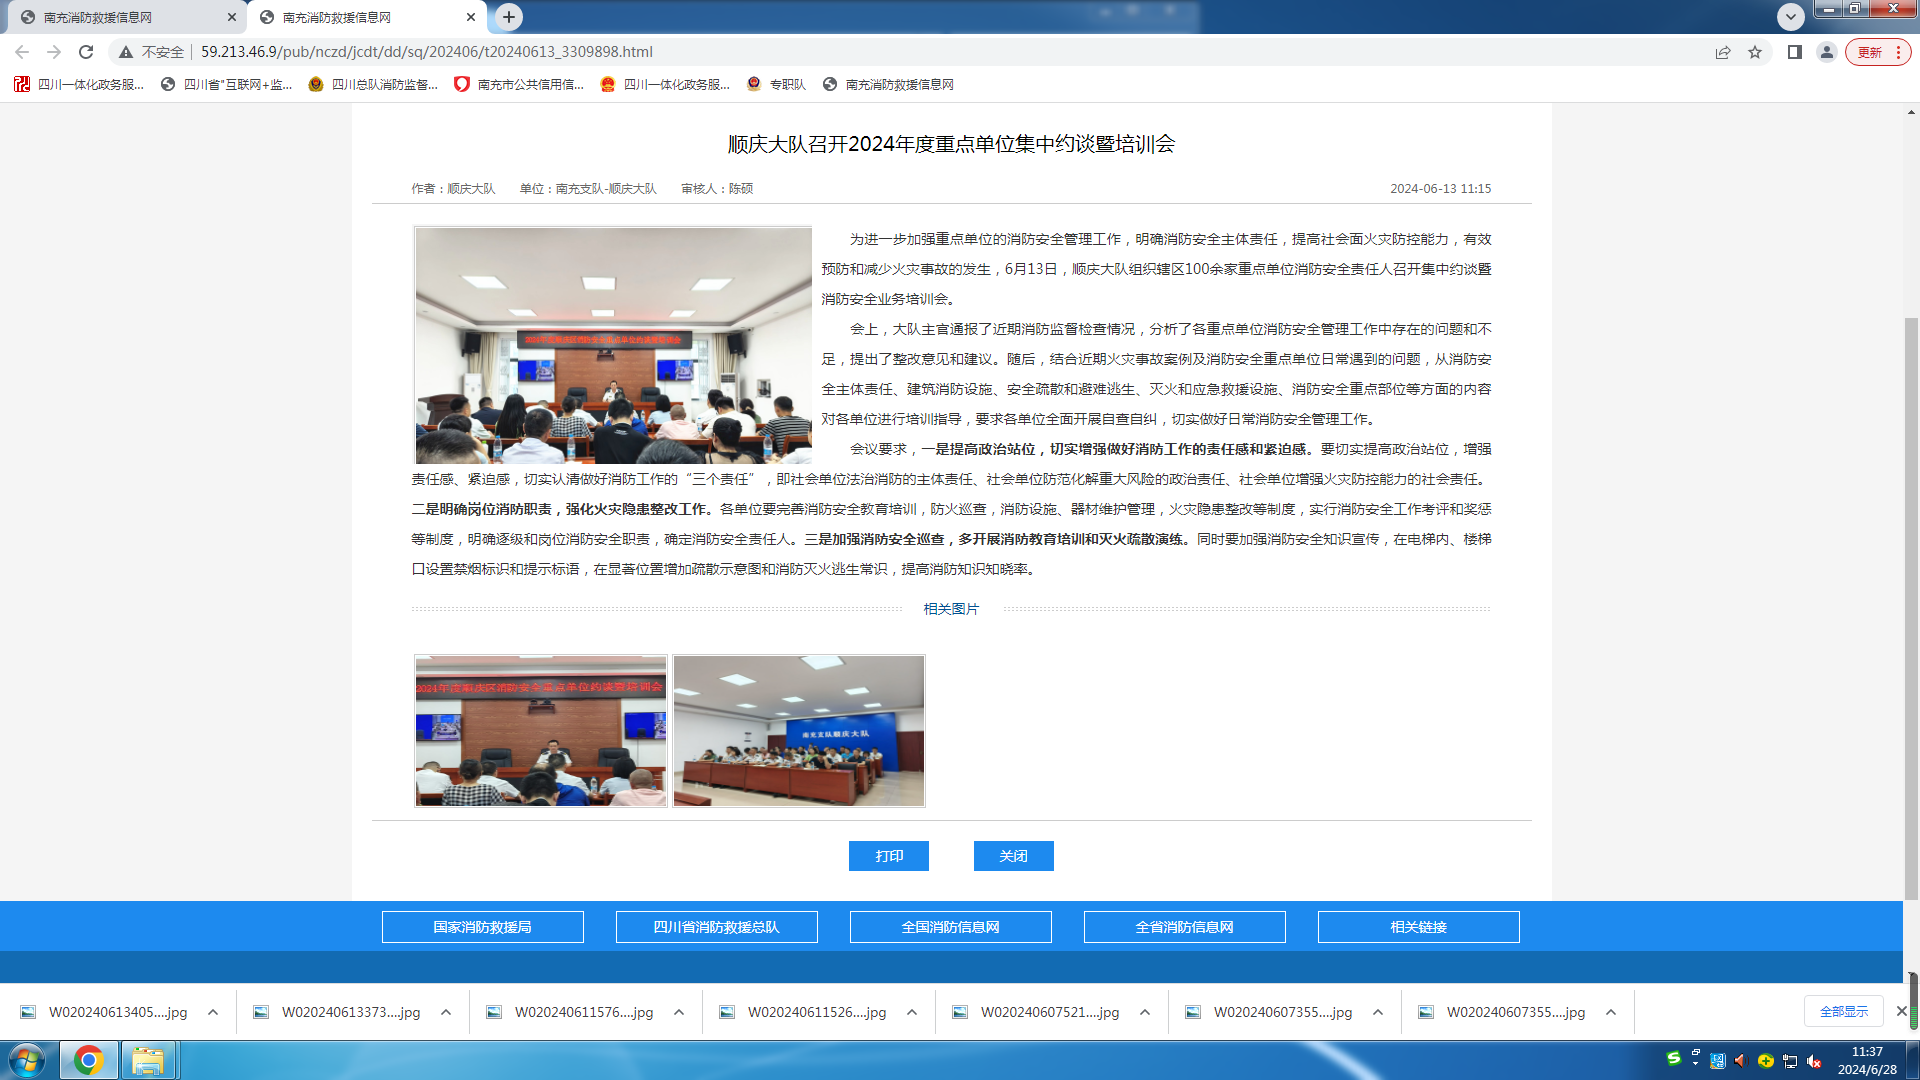 南充消防救援信息网
南充消防救援信息网
不安全
59.213.46.9/pub/nczd/jcdt/dd/sq/202406/t20240613_3309898.html
更新
四川一体化政务服...
四川省"互联网+监...
四川总队消防监督...
南充市公共信用信...
四川一体化政务服...
专职队
南充消防救援信息网
顺庆大队召开2024年度重点单位集中约谈暨培训会
作者：顺庆大队 单位：南充支队-顺庆大队 审核人：陈硕 2024-06-13 11:15
为进一步加强重点单位的消防安全管理工作，明确消防安全主体责任，提高社会面火灾防控能力，有效
预防和减少火灾事故的发生，6月13日，顺庆大队组织辖区100余家重点单位消防安全责任人召开集中约谈暨
消防安全业务培训会。
会上，大队主官通报了近期消防监督检查情况，分析了各重点单位消防安全管理工作中存在的问题和不
足，提出了整改意见和建议。随后，结合近期火灾事故案例及消防安全重点单位日常遇到的问题，从消防安
全主体责任、建筑消防设施、安全疏散和避难逃生、灭火和应急救援设施、消防安全重点部位等方面的内容
对各单位进行培训指导，要求各单位全面开展自查自纠，切实做好日常消防安全管理工作。
会议要求，一是提高政治站位，切实增强做好消防工作的责任感和紧迫感。要切实提高政治站位，增强
责任感、紧迫感，切实认清做好消防工作的“三个责任”，即社会单位法治消防的主体责任、社会单位防范化解重大风险的政治责任、社会单位增强火灾防控能力的社会责任。
二是明确岗位消防职责，强化火灾隐患整改工作。各单位要完善消防安全教育培训，防火巡查，消防设施、器材维护管理，火灾隐患整改等制度，实行消防安全工作考评和奖惩
等制度，明确逐级和岗位消防安全职责，确定消防安全责任人。三是加强消防安全巡查，多开展消防教育培训和灭火疏散演练。同时要加强消防安全知识宣传，在电梯内、楼梯
口设置禁烟标识和提示标语，在显著位置增加疏散示意图和消防灭火逃生常识，提高消防知识知晓率。
相关图片
2024年度顺庆区消防安全重点单位约谈暨培训会
南充支队顺庆大队
打印
关闭
国家消防救援局
四川省消防救援总队
全国消防信息网
全省消防信息网
相关链接
W020240613405....jpg
W020240613373....jpg
W020240611576....jpg
W020240611526....jpg
W020240607521....jpg
W020240607355....jpg
W020240607355....jpg
全部显示
11:37
2024/6/28